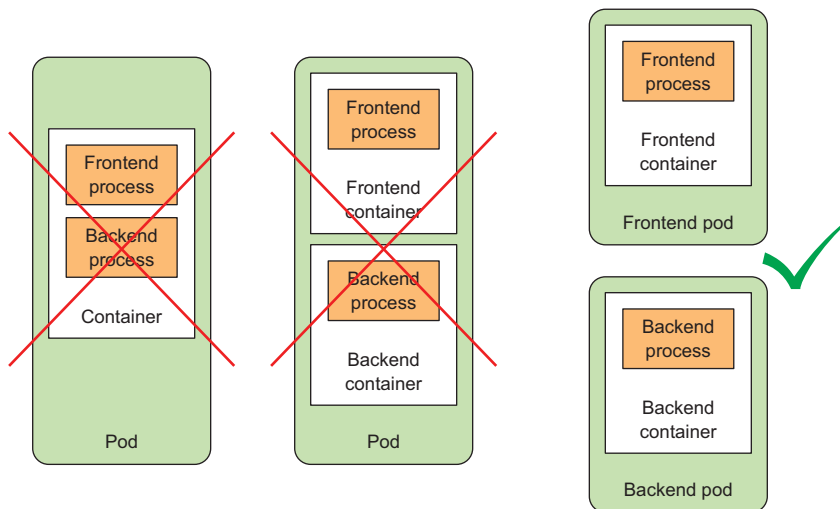 Frontend
process
Backend
process
Container
Pod
Frontend
process
Frontend
container
Backend
process
Backend
container
Pod
Frontend
process
Frontend
container
Frontend pod
Backend
process
Backend
container
Backend pod